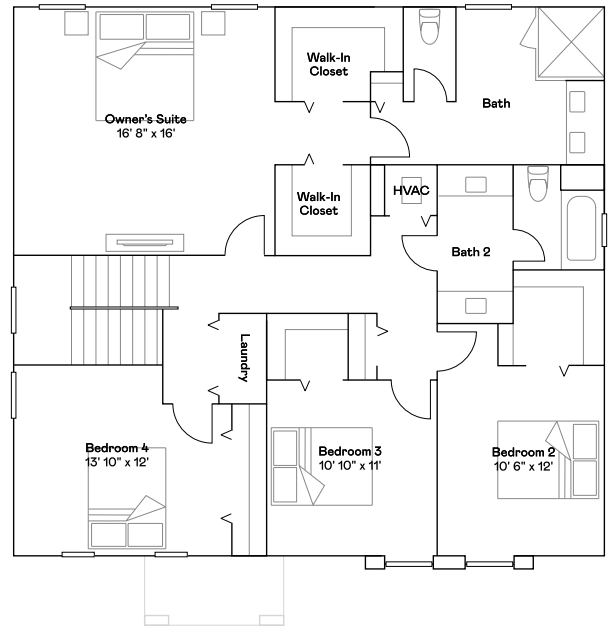 Walk-In
Closet
Bath
Owner's Suite
16' 8" x 16'
HVAC
Walk-In
Closet
Bath 2
Laundry
Bedroom 4
13' 10" x 12'
Bedroom 3
10' 10" x 11'
Bedroom 2
10' 6" x 12'